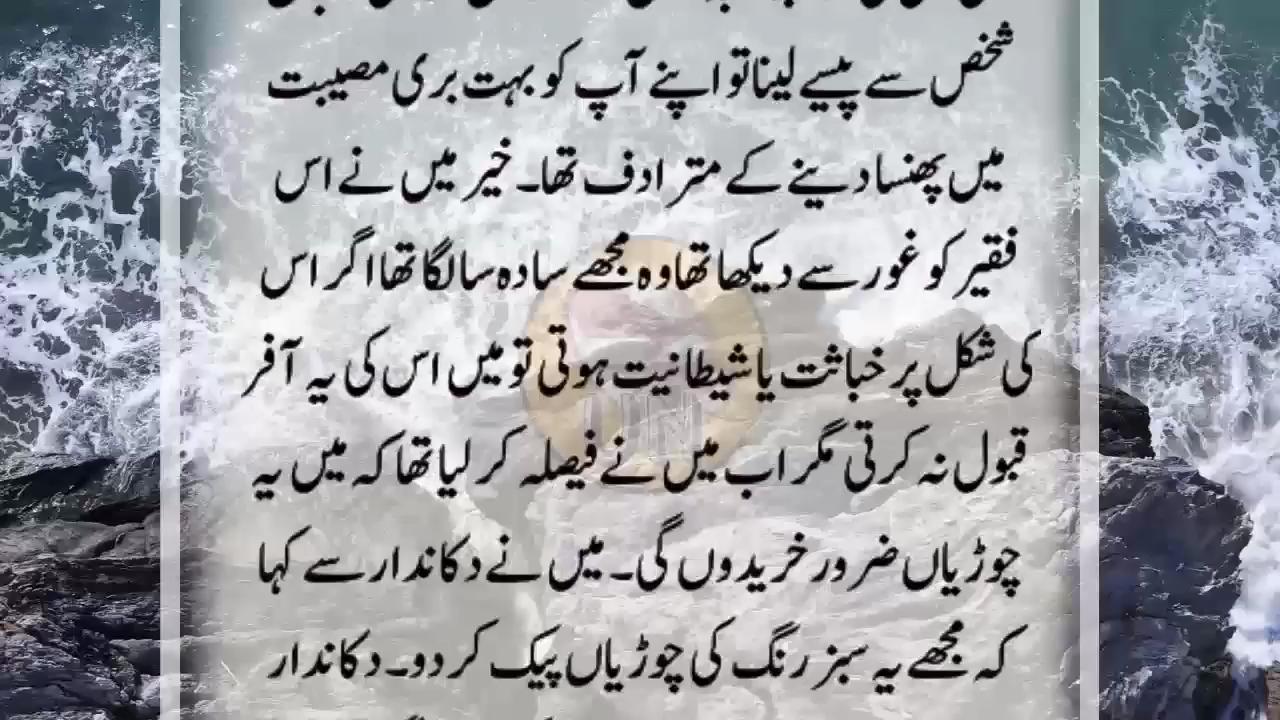 شخص سے پیسے لینا تو اپنے آپ کو بہت بری مصیبت
میں پھنسا دینے کے مترادف تھا۔ خیر میں نے اس
فقیر کو غور سے دیکھا تھا وہ مجھے سادہ سا لگا تھا اگر اس
کی شکل پر خباثت یا شیطانیت ہوتی تو میں اس کی یہ آفر
قبول نہ کرتی مگر اب میں نے فیصلہ کر لیا تھا کہ میں یہ
چوڑیاں ضرور خریدوں گی۔ میں نے دکاندار سے کہا
کہ مجھے یہ سبز رنگ کی چوڑیاں پیک کر دو۔ دکاندار